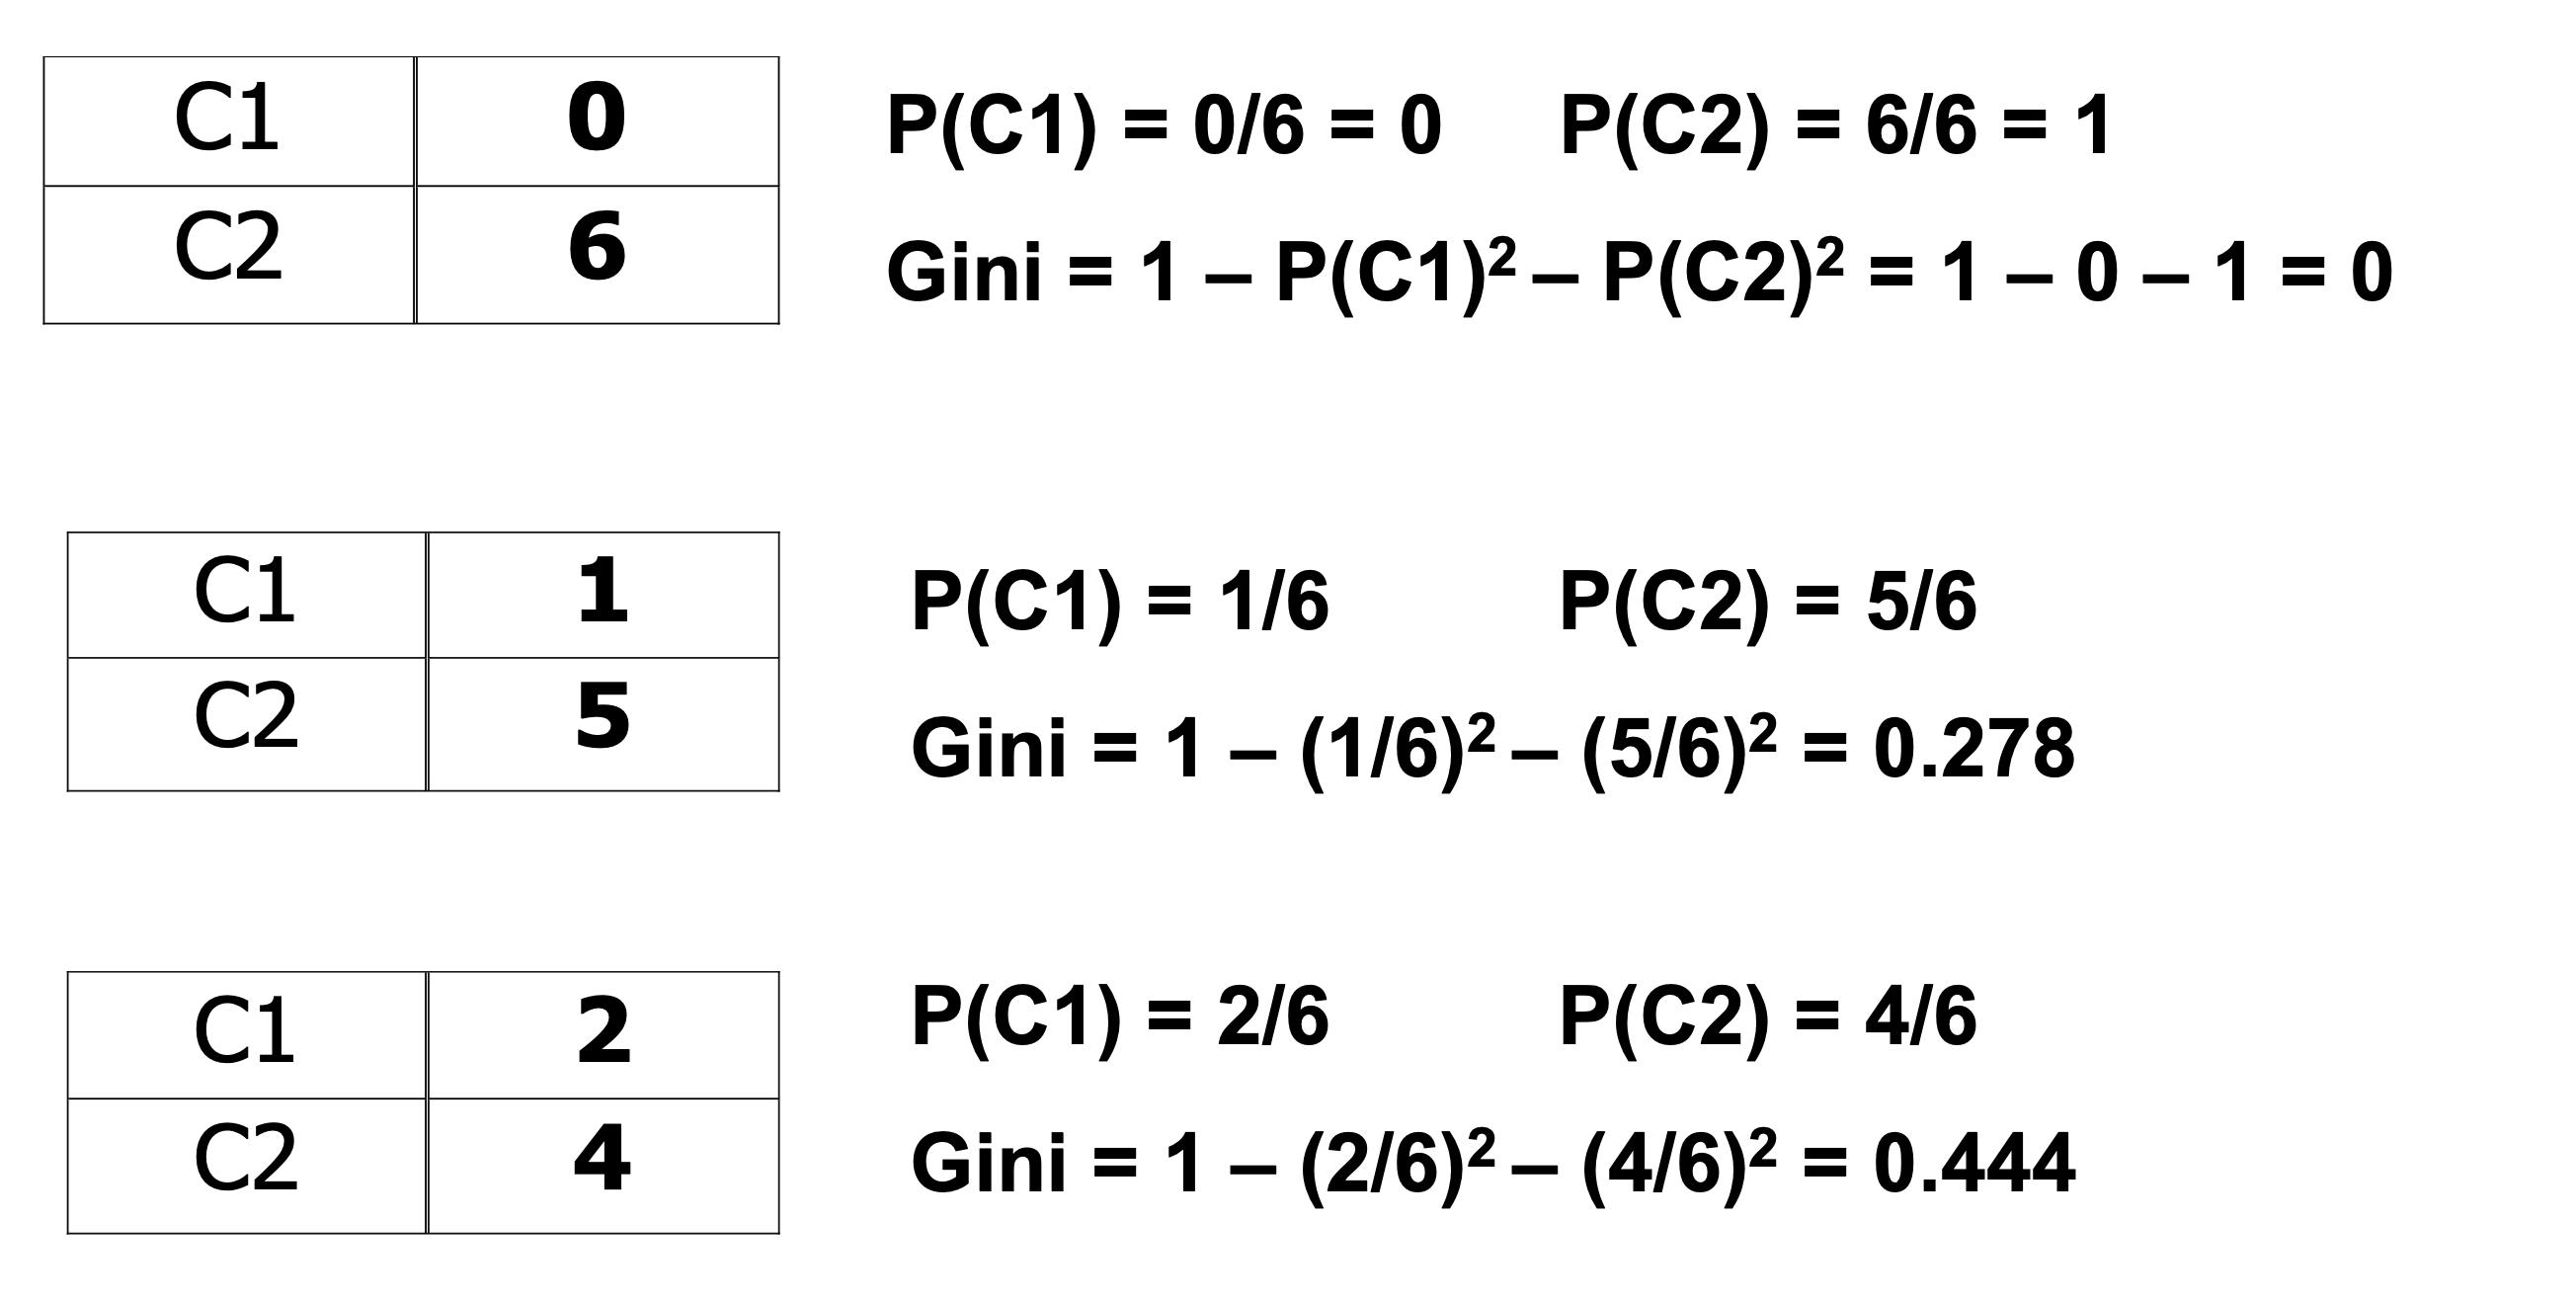 C1 0
C2 6
P(C1) = 0/6 = 0 P(C2) = 6/6 = 1
Gini = 1 – P(C1)² – P(C2)² = 1 – 0 – 1 = 0
C1 1
C2 5
P(C1) = 1/6 P(C2) = 5/6
Gini = 1 – (1/6)² – (5/6)² = 0.278
C1 2
C2 4
P(C1) = 2/6 P(C2) = 4/6
Gini = 1 – (2/6)² – (4/6)² = 0.444